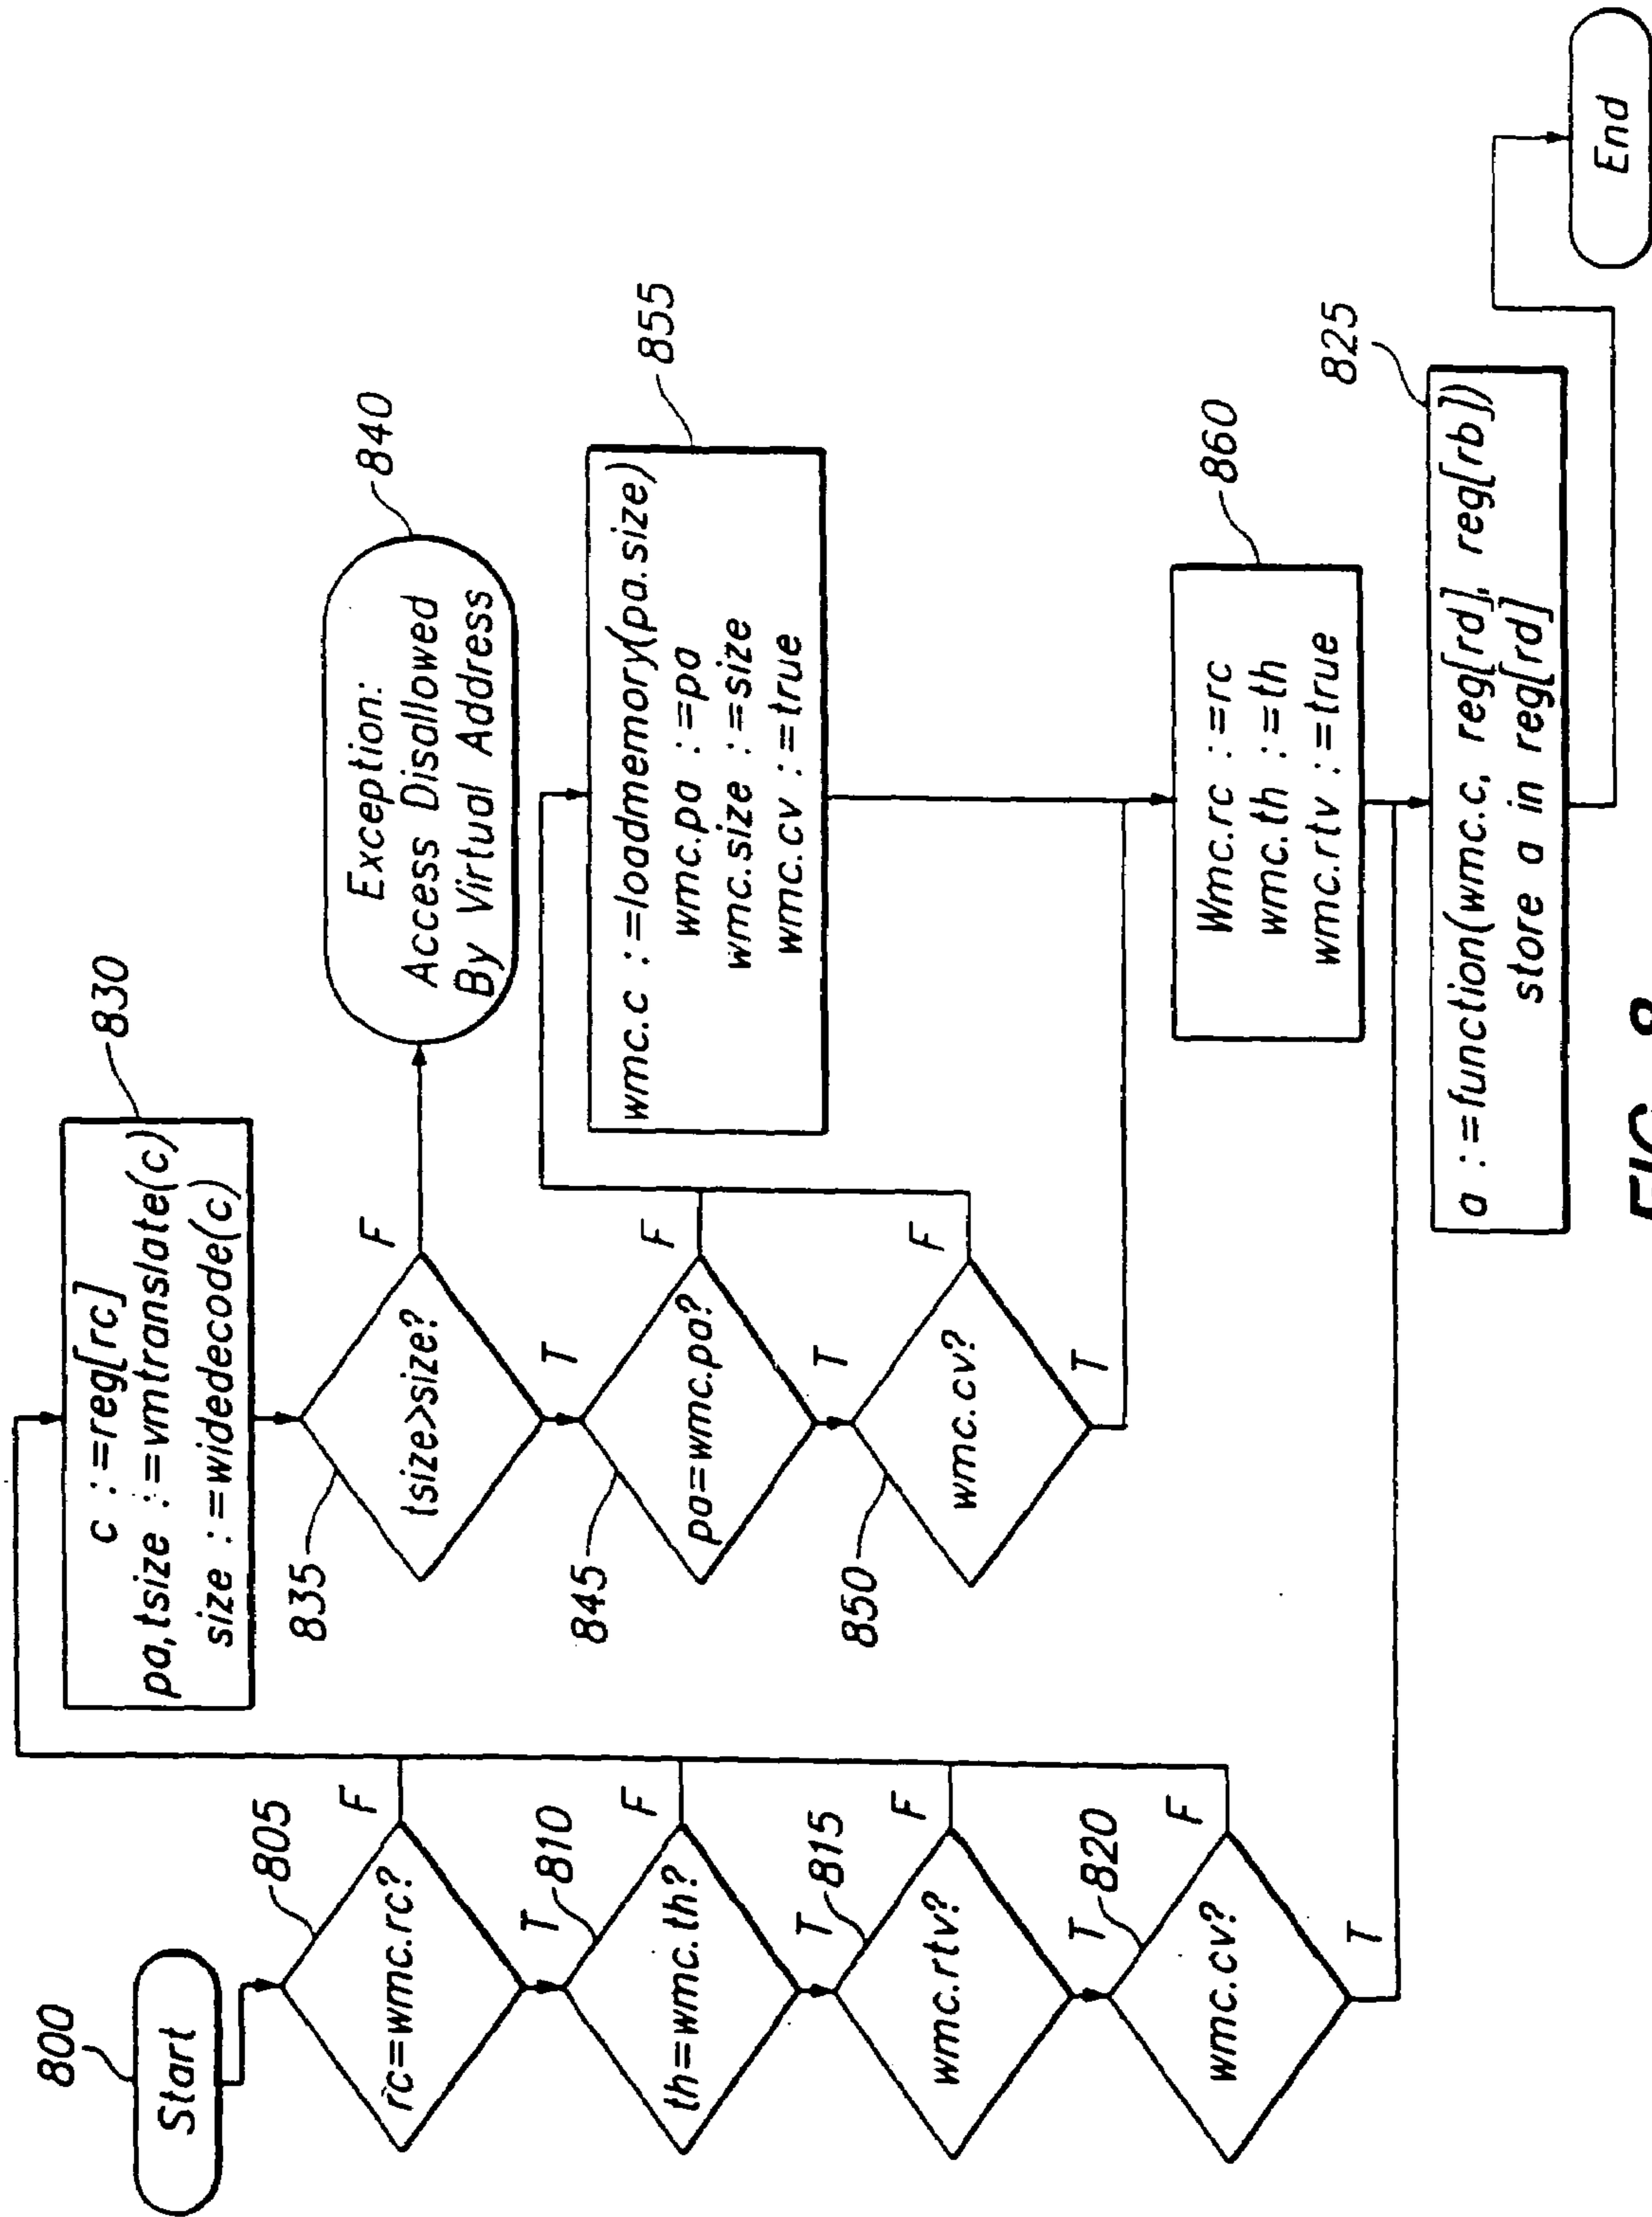 800
Start
805
rc=wmc.rc?
F
T
810
th=wmc.th?
F
T
815
wmc.rtv?
F
T
820
wmc.cv?
F
T
830
c :=reg[rc]
pa,tsize :=vmtranslate(c)
size :=widedecode(c)
835
tsize>size?
F
T
840
Exception:
Access Disallowed
By Virtual Address
845
pa=wmc.pa?
F
T
850
wmc.cv?
F
T
855
wmc.c :=loadmemory(pa.size)
wmc.pa :=pa
wmc.size :=size
wmc.cv :=true
860
Wmc.rc :=rc
wmc.th :=th
wmc.rtv :=true
825
a :=function(wmc.c, reg[rd], reg[rb])
store a in reg[rd]
End
FIG. 8